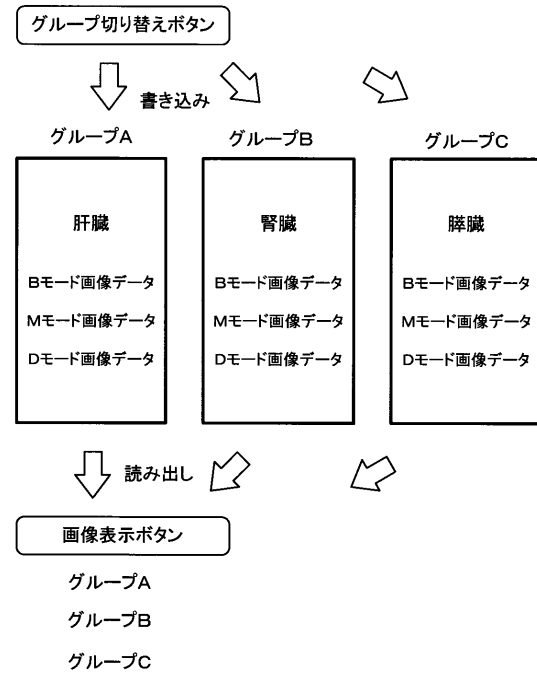 グループ切り替えボタン
書き込み
グループA
グループB
グループC
肝臓
Bモード画像データ
Mモード画像データ
Dモード画像データ
腎臓
Bモード画像データ
Mモード画像データ
Dモード画像データ
膵臓
Bモード画像データ
Mモード画像データ
Dモード画像データ
読み出し
画像表示ボタン
グループA
グループB
グループC